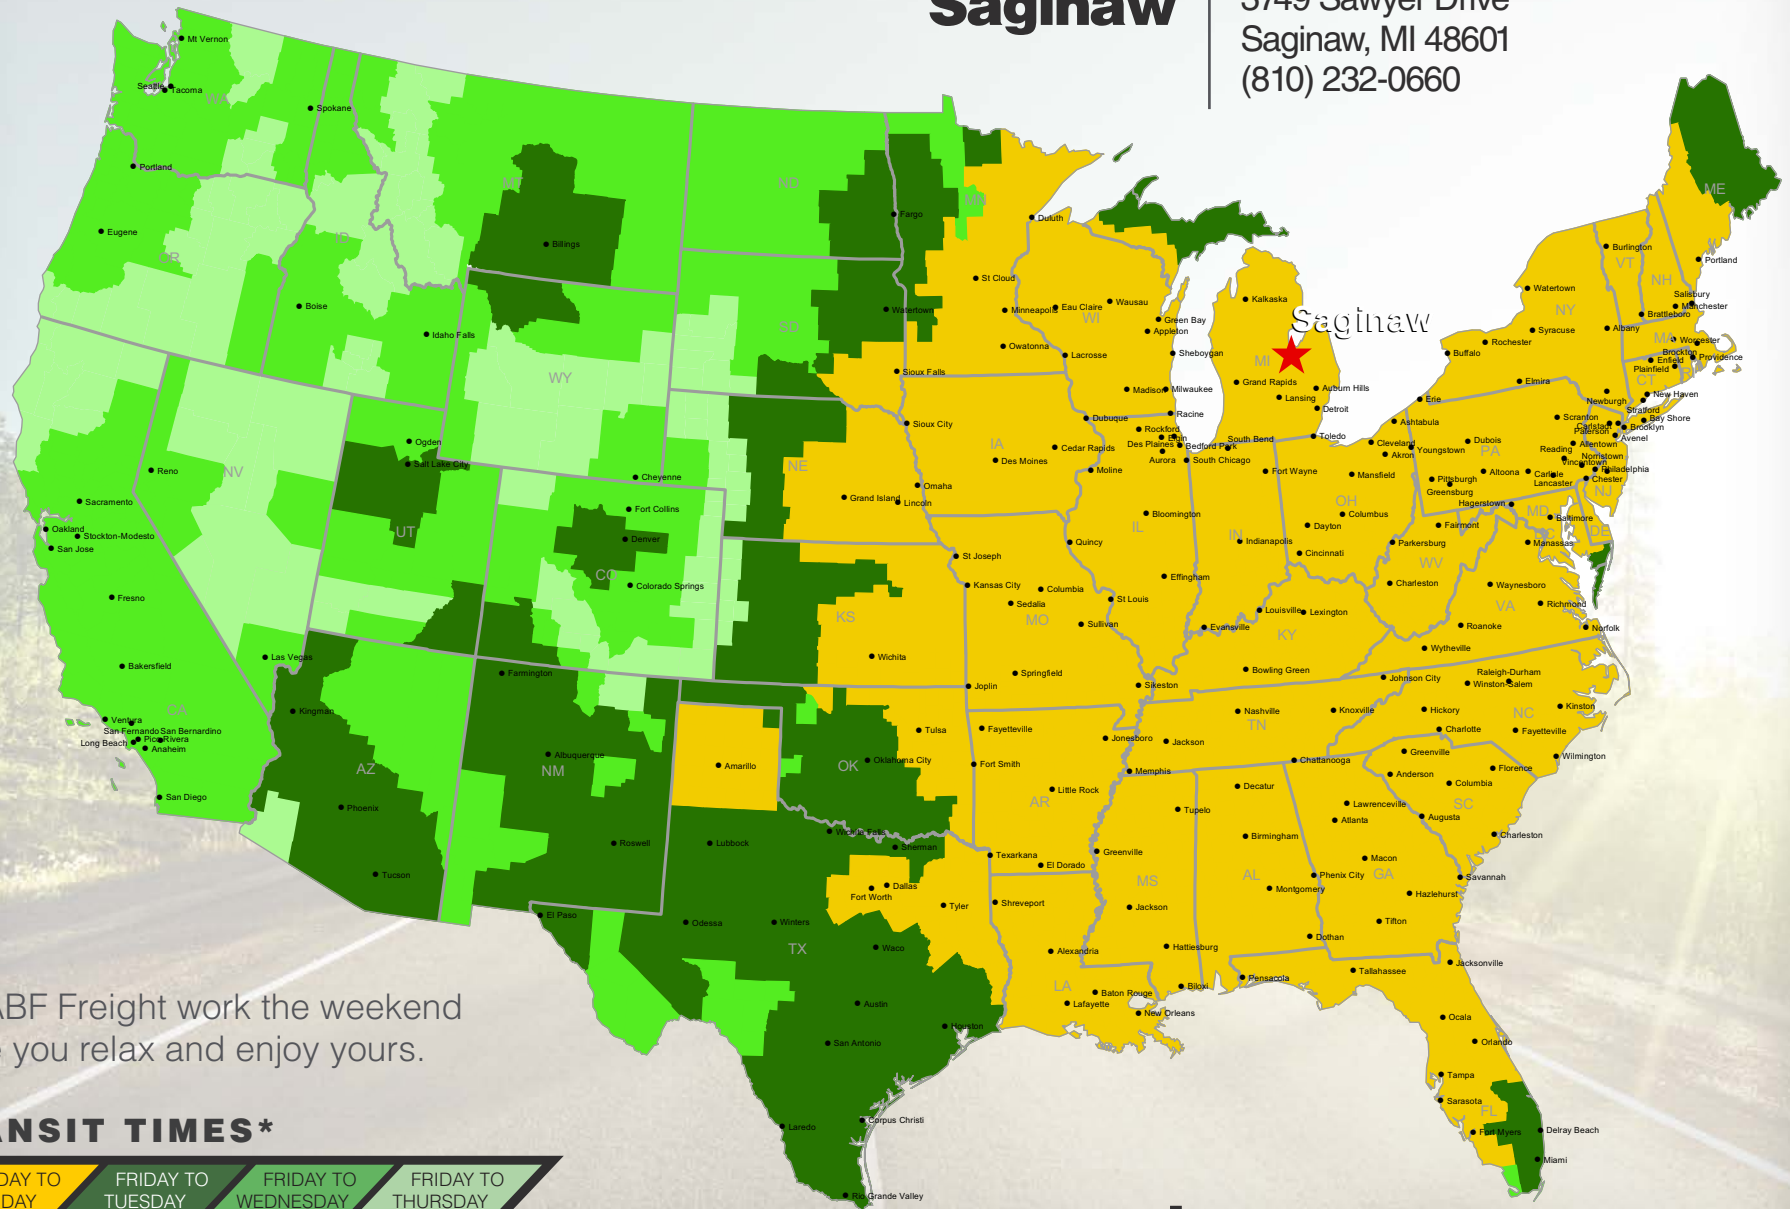 Saginaw
3749 Sawyer Drive
Saginaw, MI 48601
(810) 232-0660
Saginaw
WA
OR
CA
ID
NV
MT
WY
UT
AZ
CO
NM
ND
SD
NE
KS
OK
TX
MN
IA
MO
AR
LA
WI
IL
MI
IN
OH
KY
TN
MS
AL
GA
FL
SC
NC
VA
WV
PA
NY
VT
NH
ME
MA
CT
RI
NJ
DE
MD
Mt Vernon
Seattle
Tacoma
Spokane
Portland
Eugene
Boise
Idaho Falls
Billings
Reno
Sacramento
Oakland
Stockton-Modesto
San Jose
Fresno
Bakersfield
Las Vegas
Ventura
San Fernando
San Bernardino
Pico Rivera
Long Beach
Anaheim
San Diego
Ogden
Salt Lake City
Kingman
Phoenix
Tucson
Cheyenne
Fort Collins
Denver
Colorado Springs
Farmington
Albuquerque
Roswell
El Paso
Fargo
Watertown
Sioux Falls
Sioux City
Grand Island
Omaha
Lincoln
Wichita
Tulsa
Oklahoma City
Amarillo
Lubbock
Wichita Falls
Sherman
Dallas
Fort Worth
Tyler
Odessa
Winters
Waco
Austin
Houston
San Antonio
Corpus Christi
Laredo
Rio Grande Valley
Duluth
St Cloud
Minneapolis
Owatonna
Eau Claire
Wausau
Green Bay
Appleton
Sheboygan
Lacrosse
Madison
Milwaukee
Racine
Dubuque
Cedar Rapids
Des Moines
Moline
Rockford
Elgin
Des Plaines
Bedford Park
Aurora
South Chicago
Bloomington
Quincy
Effingham
St Joseph
Kansas City
Columbia
Sedalia
St Louis
Sullivan
Springfield
Joplin
Sikeston
Fayetteville
Jonesboro
Fort Smith
Little Rock
Texarkana
El Dorado
Shreveport
Alexandria
Baton Rouge
Lafayette
New Orleans
Kalkaska
Grand Rapids
Lansing
Auburn Hills
Detroit
South Bend
Toledo
Fort Wayne
Indianapolis
Evansville
Cleveland
Akron
Youngstown
Ashtabula
Mansfield
Columbus
Dayton
Cincinnati
Louisville
Lexington
Bowling Green
Nashville
Knoxville
Jackson
Memphis
Chattanooga
Johnson City
Greenville
Tupelo
Jackson
Hattiesburg
Biloxi
Decatur
Birmingham
Montgomery
Dothan
Phenix City
Lawrenceville
Atlanta
Macon
Augusta
Savannah
Hazlehurst
Tifton
Pensacola
Tallahassee
Jacksonville
Ocala
Orlando
Tampa
Sarasota
Fort Myers
Delray Beach
Miami
Greenville
Anderson
Columbia
Florence
Charleston
Hickory
Charlotte
Winston-Salem
Raleigh-Durham
Kinston
Fayetteville
Wilmington
Parkersburg
Fairmont
Charleston
Wytheville
Roanoke
Waynesboro
Richmond
Norfolk
Manassas
Baltimore
Hagerstown
Erie
Dubois
Pittsburgh
Greensburg
Altoona
Carlisle
Lancaster
Reading
Allentown
Scranton
Norristown
Vincentown
Philadelphia
Chester
Buffalo
Rochester
Syracuse
Watertown
Elmira
Albany
Newburgh
Carlstadt
Paterson
Avenel
Brooklyn
Bay Shore
Stratford
New Haven
Plainfield
Enfield
Providence
Brockton
Worcester
Brattleboro
Manchester
Salisbury
Burlington
Portland
ABF Freight work the weekend
you relax and enjoy yours.
TIMES*
FRIDAY TO
TUESDAY
FRIDAY TO
WEDNESDAY
FRIDAY TO
THURSDAY